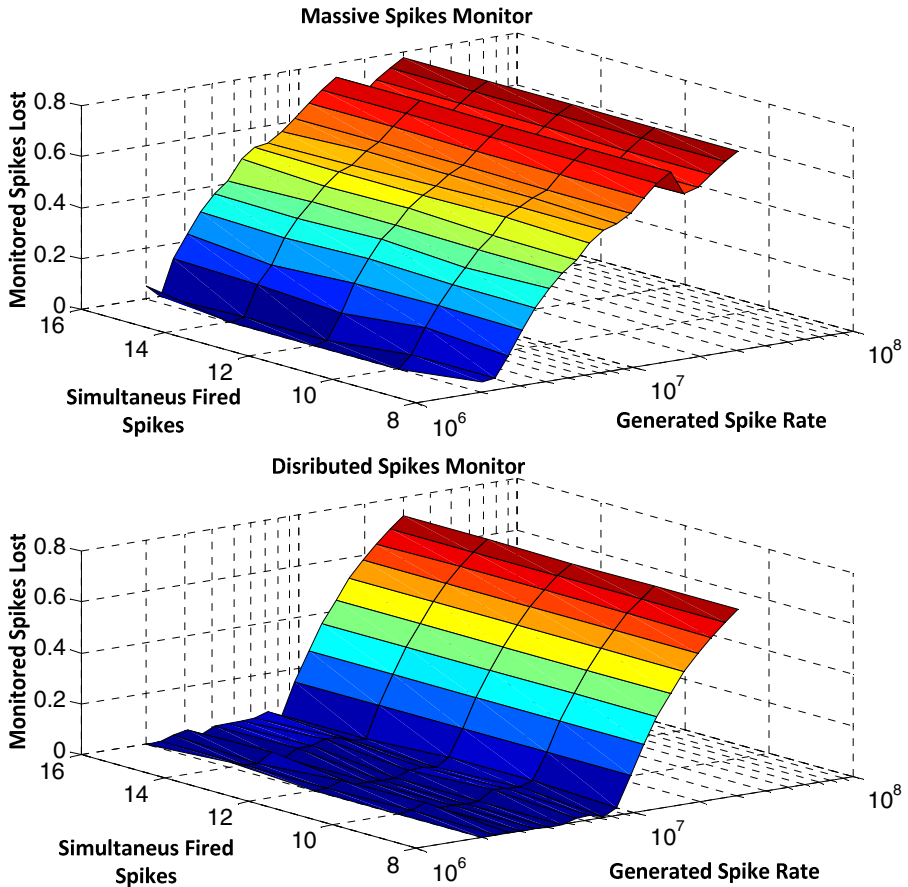 Massive Spikes Monitor
Monitored Spikes Lost
0.8
0.6
0.4
0.2
0
16
14
12
10
8
Simultaneus Fired
Spikes
10^6
10^7
10^8
Generated Spike Rate
Disributed Spikes Monitor
Monitored Spikes Lost
0.8
0.6
0.4
0.2
0
16
14
12
10
8
Simultaneus Fired
Spikes
10^6
10^7
10^8
Generated Spike Rate